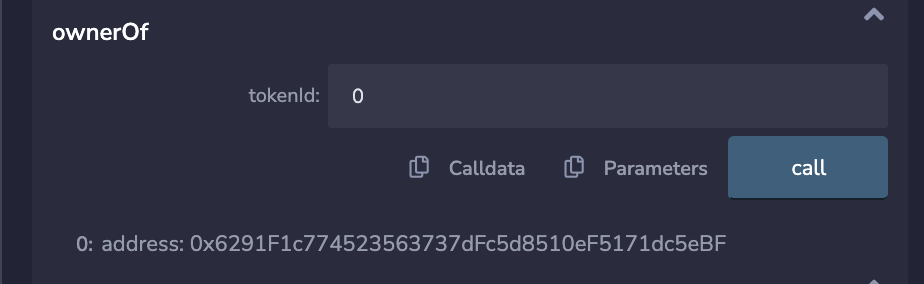 ownerOf
tokenId: 0
Calldata Parameters call
0: address: 0x6291F1c774523563737dFc5d8510eF5171dc5eBF